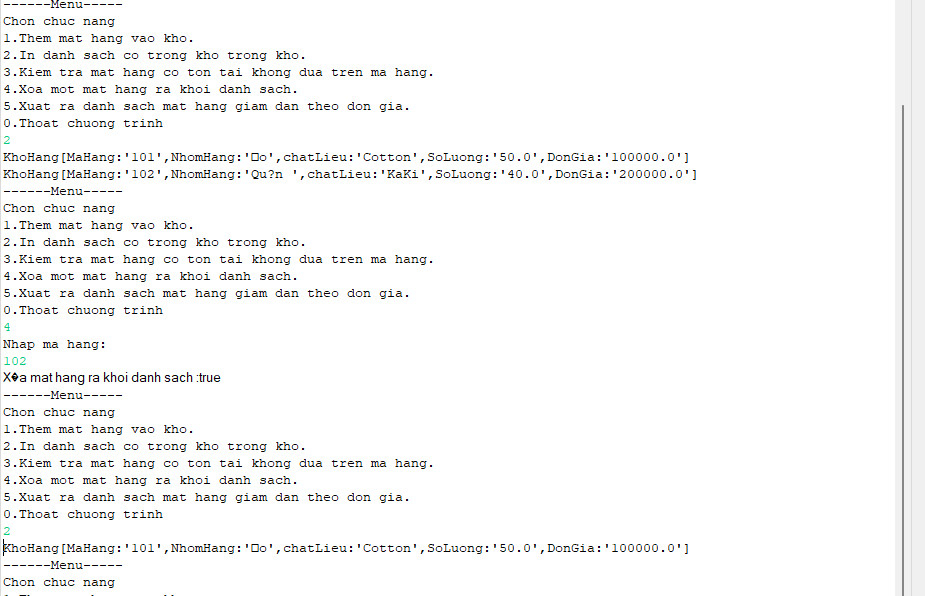 ------Menu-----
Chon chuc nang
1.Them mat hang vao kho.
2.In danh sach co trong kho trong kho.
3.Kiem tra mat hang co ton tai khong dua tren ma hang.
4.Xoa mot mat hang ra khoi danh sach.
5.Xuat ra danh sach mat hang giam dan theo don gia.
0.Thoat chuong trinh
2
KhoHang[MaHang:'101',NhomHang:'□o',chatLieu:'Cotton',SoLuong:'50.0',DonGia:'100000.0']
KhoHang[MaHang:'102',NhomHang:'Qu?n ',chatLieu:'KaKi',SoLuong:'40.0',DonGia:'200000.0']
------Menu-----
Chon chuc nang
1.Them mat hang vao kho.
2.In danh sach co trong kho trong kho.
3.Kiem tra mat hang co ton tai khong dua tren ma hang.
4.Xoa mot mat hang ra khoi danh sach.
5.Xuat ra danh sach mat hang giam dan theo don gia.
0.Thoat chuong trinh
4
Nhap ma hang:
102
X�a mat hang ra khoi danh sach :true
------Menu-----
Chon chuc nang
1.Them mat hang vao kho.
2.In danh sach co trong kho trong kho.
3.Kiem tra mat hang co ton tai khong dua tren ma hang.
4.Xoa mot mat hang ra khoi danh sach.
5.Xuat ra danh sach mat hang giam dan theo don gia.
0.Thoat chuong trinh
2
KhoHang[MaHang:'101',NhomHang:'□o',chatLieu:'Cotton',SoLuong:'50.0',DonGia:'100000.0']
------Menu-----
Chon chuc nang